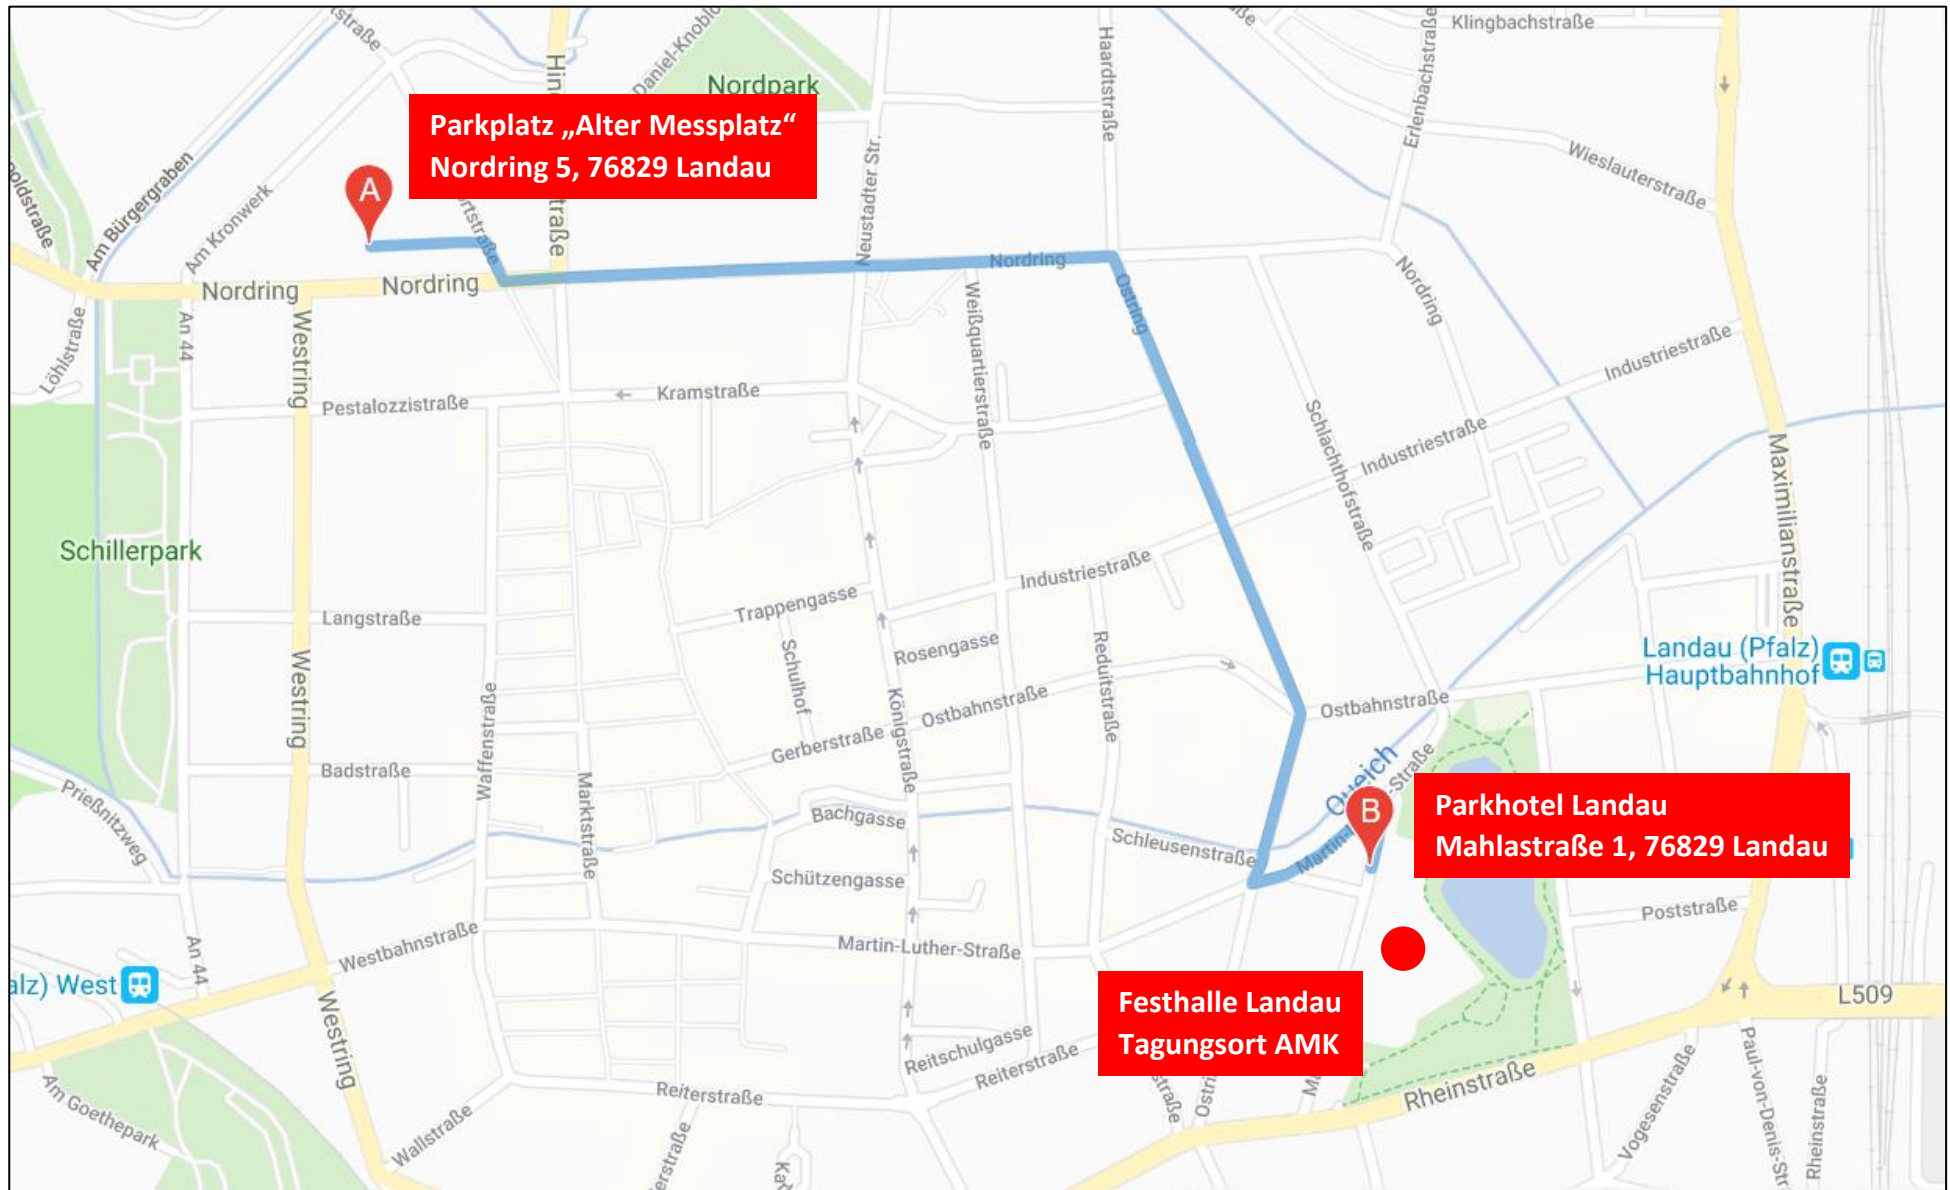 Klingbachstraße
Nordpark
Haardtstraße
Erlenbachstraße
Parkplatz „Alter Messplatz“
Nordring 5, 76829 Landau
A
Am Bürgergraben
Am Kronwerk
Neustadter Str.
Wieslauterstraße
Nordring
Nordring
Nordring
Nordring
Ostring
Löhlstraße
An 44
Westring
Weißquartierstraße
Industriestraße
Pestalozzistraße
Kramstraße
Schlachthofstraße
Industriestraße
Maximilianstraße
Schillerpark
Industriestraße
Trappengasse
Langstraße
Schulhof
Rosengasse
Reduitstraße
Landau (Pfalz)
Hauptbahnhof
Westring
Waffenstraße
Königstraße
Ostbahnstraße
Ostbahnstraße
Gerberstraße
Badstraße
Marktstraße
Prießnitzweg
Queich
B
Parkhotel Landau
Mahlastraße 1, 76829 Landau
Bachgasse
Schleusenstraße
Schützengasse
Poststraße
Westbahnstraße
Martin-Luther-Straße
An 44
West
Westring
Festhalle Landau
Tagungsort AMK
L509
Reitschulgasse
Reiterstraße
Reiterstraße
Rheinstraße
Am Goethepark
Wallstraße
Vogesenstraße
Rheinstraße